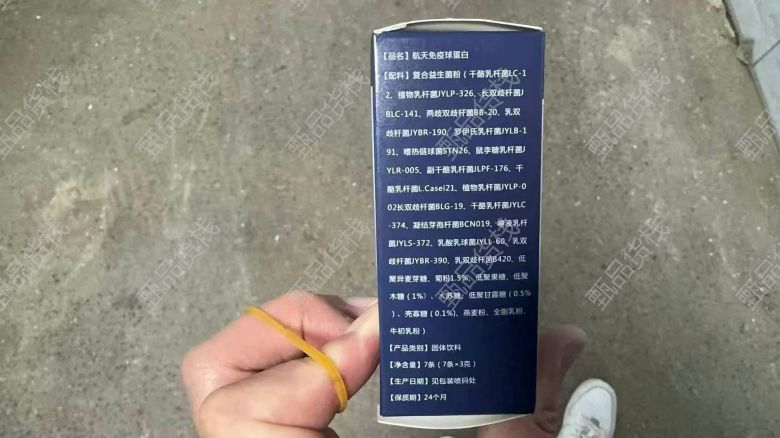 【品名】航天免疫球蛋白
【配料】复合益生菌粉（干酪乳杆菌LC-1
2、植物乳杆菌JYLP-326、长双歧杆菌J
BLC-141、两歧双歧杆菌BB-20、乳双
歧杆菌JYBR-190、罗伊氏乳杆菌JYLB-1
91、嗜热链球菌STN26、鼠李糖乳杆菌J
YLR-005、副干酪乳杆菌JLPF-176、干
酪乳杆菌L.Casei21、植物乳杆菌JYLP-0
02长双歧杆菌BLG-19、干酪乳杆菌JYLC
-374、凝结芽孢杆菌BCN019、唾液乳杆
菌JYLS-372、乳酸乳球菌JYLL-60、乳双
歧杆菌JYBR-390、乳双歧杆菌B420、低
聚异麦芽糖、菊粉1.5%、低聚果糖、低聚
木糖（1%）、水苏糖、低聚甘露糖（0.5%
）、壳寡糖（0.1%）、燕麦粉、全脂乳粉、
牛初乳粉）
【产品类别】固体饮料
【净含量】7条（7条×3克）
【生产日期】见包装喷码处
【保质期】24个月
甄品货栈